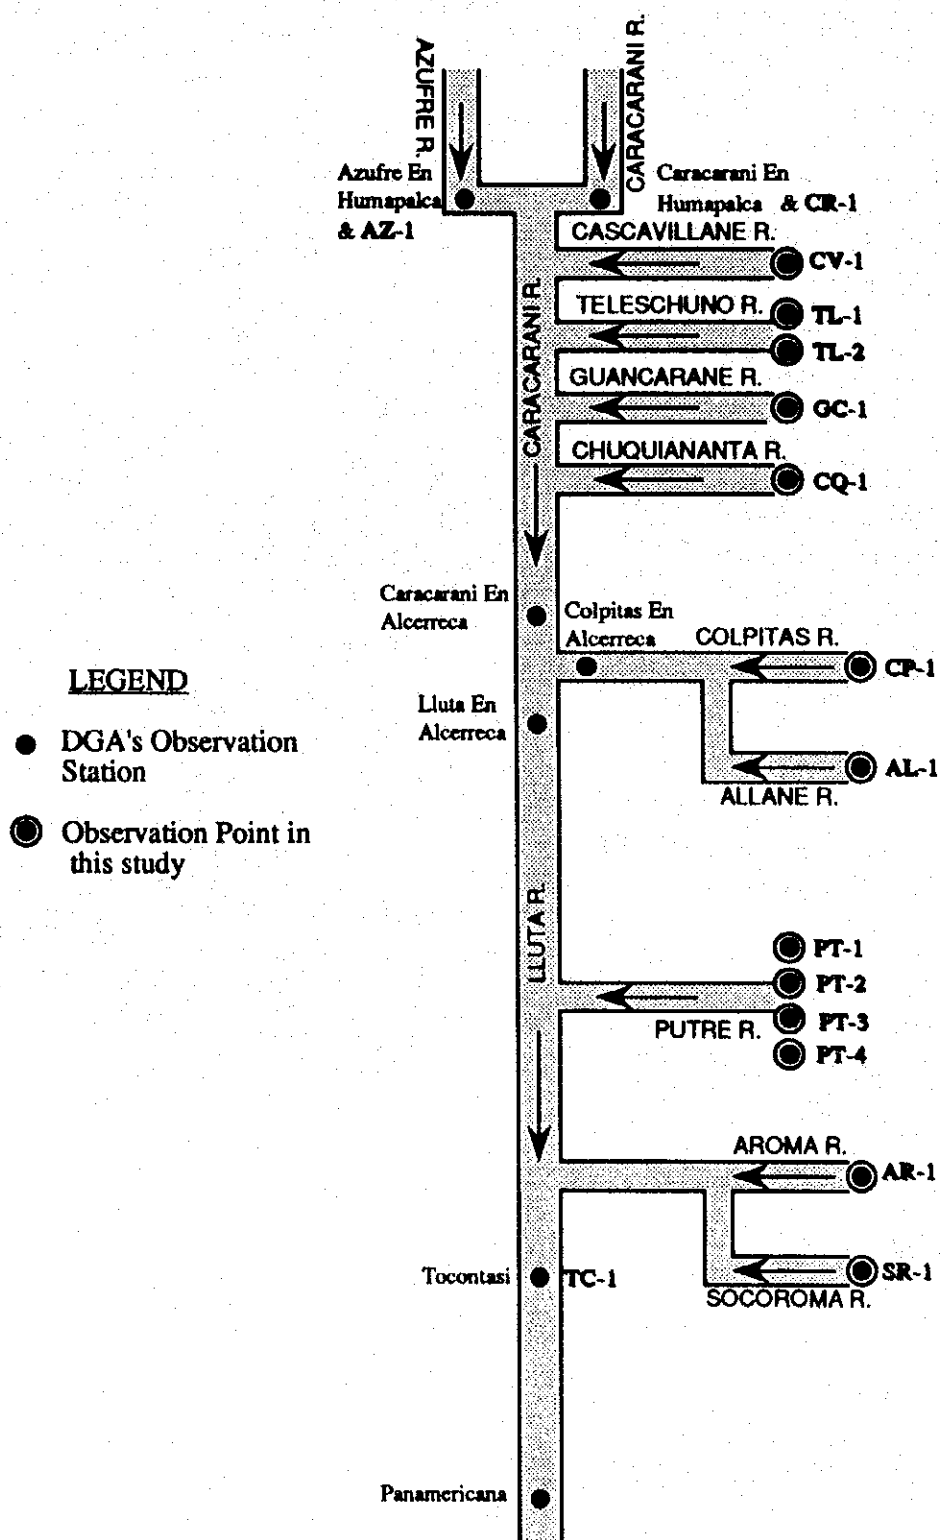 AZUFRE R.
CARACARANI R.
Azufre En
Humapalca
& AZ-1
Caracarani En
Humapalca & CR-1
CASCAVILLANE R.
CV-1
CARACARANI R.
TELESCHUNO R.
TL-1
TL-2
GUANCARANE R.
GC-1
CHUQUIANANTA R.
CQ-1
Caracarani En
Alcerreca
Colpitas En
Alcerreca
COLPITAS R.
CP-1
LEGEND
DGA's Observation
Station
Observation Point in
this study
Lluta En
Alcerreca
AL-1
ALLANE R.
LLUTA R.
PT-1
PT-2
PT-3
PT-4
PUTRE R.
AROMA R.
AR-1
Tocontasi
TC-1
SR-1
SOCOROMA R.
Panamericana